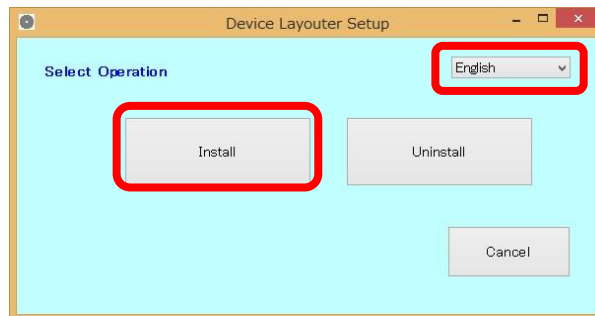 Device Layouter Setup
Select Operation
English
Install
Uninstall
Cancel